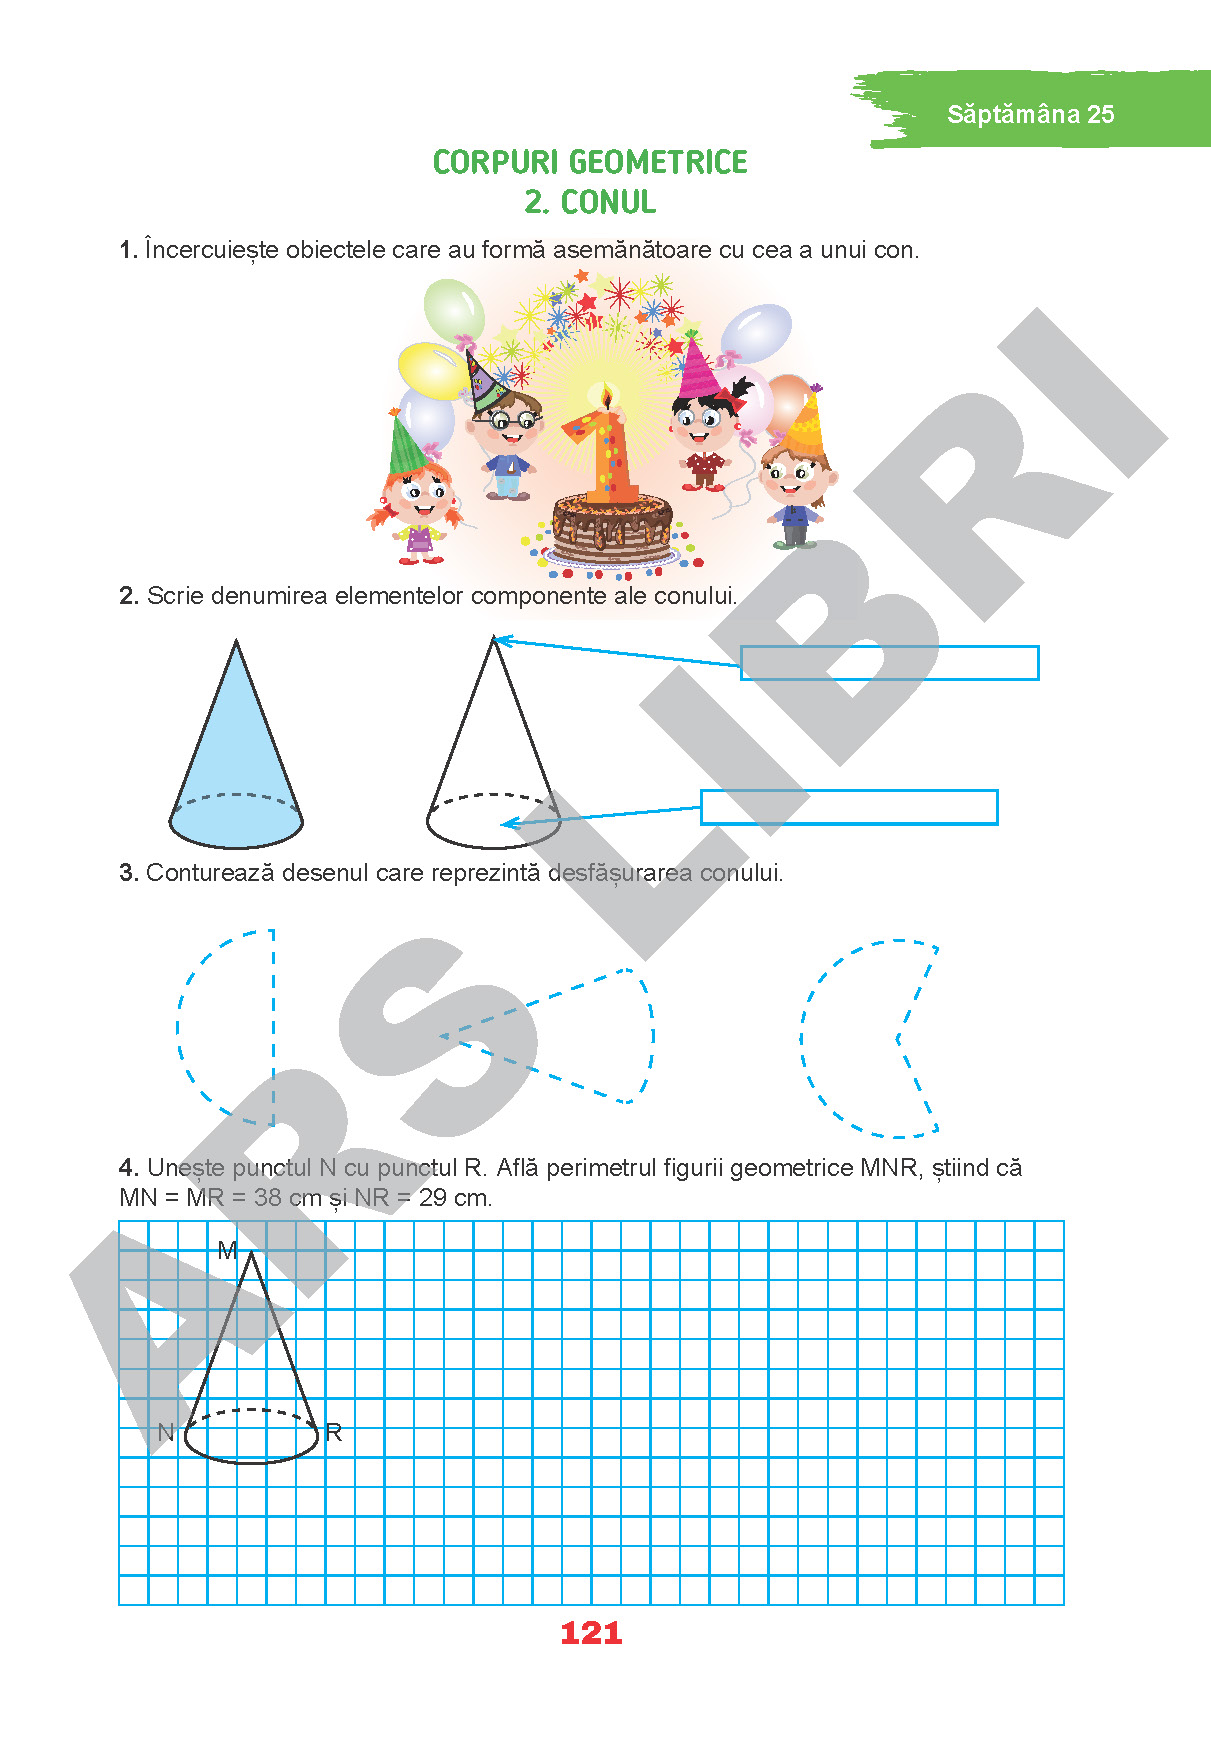 Săptămâna 25
CORPURI GEOMETRICE
2. CONUL
1. Încercuiește obiectele care au formă asemănătoare cu cea a unui con.
1
2. Scrie denumirea elementelor componente ale conului.
3. Conturează desenul care reprezintă desfășurarea conului.
4. Unește punctul N cu punctul R. Află perimetrul figurii geometrice MNR, știind că
MN = MR = 38 cm și NR = 29 cm.
M
N
R
121
ARS LIBRI